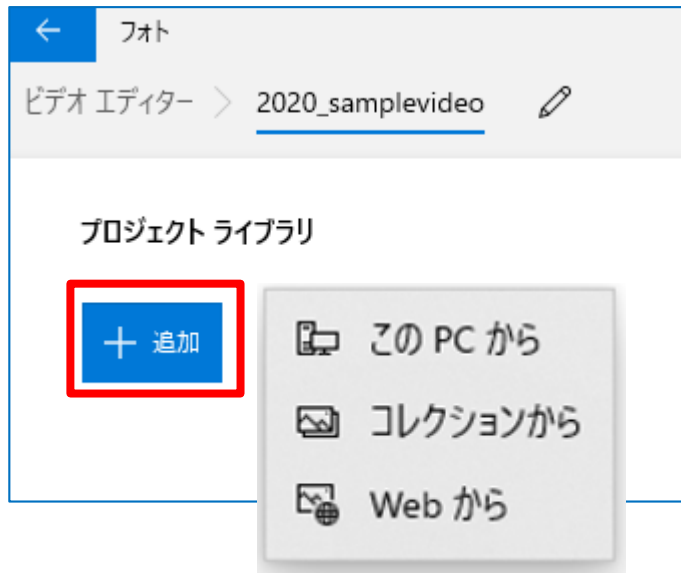 フォト
ビデオ エディター > 2020_samplevideo
プロジェクト ライブラリ
＋ 追加
この PC から
コレクションから
Web から